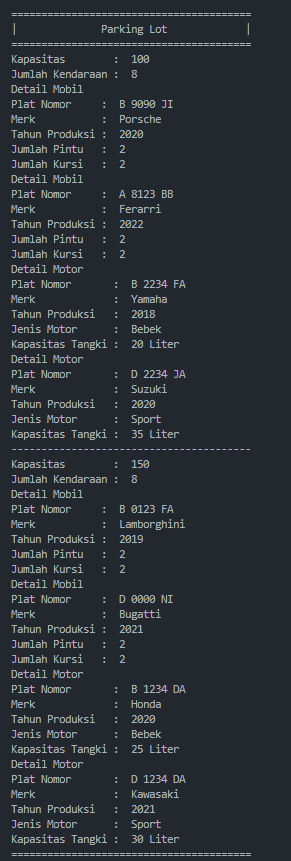 ========================================
|              Parking Lot             |
========================================
Kapasitas        :  100
Jumlah Kendaraan :  8
Detail Mobil
Plat Nomor     :  B 9090 JI
Merk           :  Porsche
Tahun Produksi :  2020
Jumlah Pintu   :  2
Jumlah Kursi   :  2
Detail Mobil
Plat Nomor     :  A 8123 BB
Merk           :  Ferarri
Tahun Produksi :  2022
Jumlah Pintu   :  2
Jumlah Kursi   :  2
Detail Motor
Plat Nomor       :  B 2234 FA
Merk             :  Yamaha
Tahun Produksi   :  2018
Jenis Motor      :  Bebek
Kapasitas Tangki :  20 Liter
Detail Motor
Plat Nomor       :  D 2234 JA
Merk             :  Suzuki
Tahun Produksi   :  2020
Jenis Motor      :  Sport
Kapasitas Tangki :  35 Liter
----------------------------------------
Kapasitas        :  150
Jumlah Kendaraan :  8
Detail Mobil
Plat Nomor     :  B 0123 FA
Merk           :  Lamborghini
Tahun Produksi :  2019
Jumlah Pintu   :  2
Jumlah Kursi   :  2
Detail Mobil
Plat Nomor     :  D 0000 NI
Merk           :  Bugatti
Tahun Produksi :  2021
Jumlah Pintu   :  2
Jumlah Kursi   :  2
Detail Motor
Plat Nomor       :  B 1234 DA
Merk             :  Honda
Tahun Produksi   :  2020
Jenis Motor      :  Bebek
Kapasitas Tangki :  25 Liter
Detail Motor
Plat Nomor       :  D 1234 DA
Merk             :  Kawasaki
Tahun Produksi   :  2021
Jenis Motor      :  Sport
Kapasitas Tangki :  30 Liter
========================================